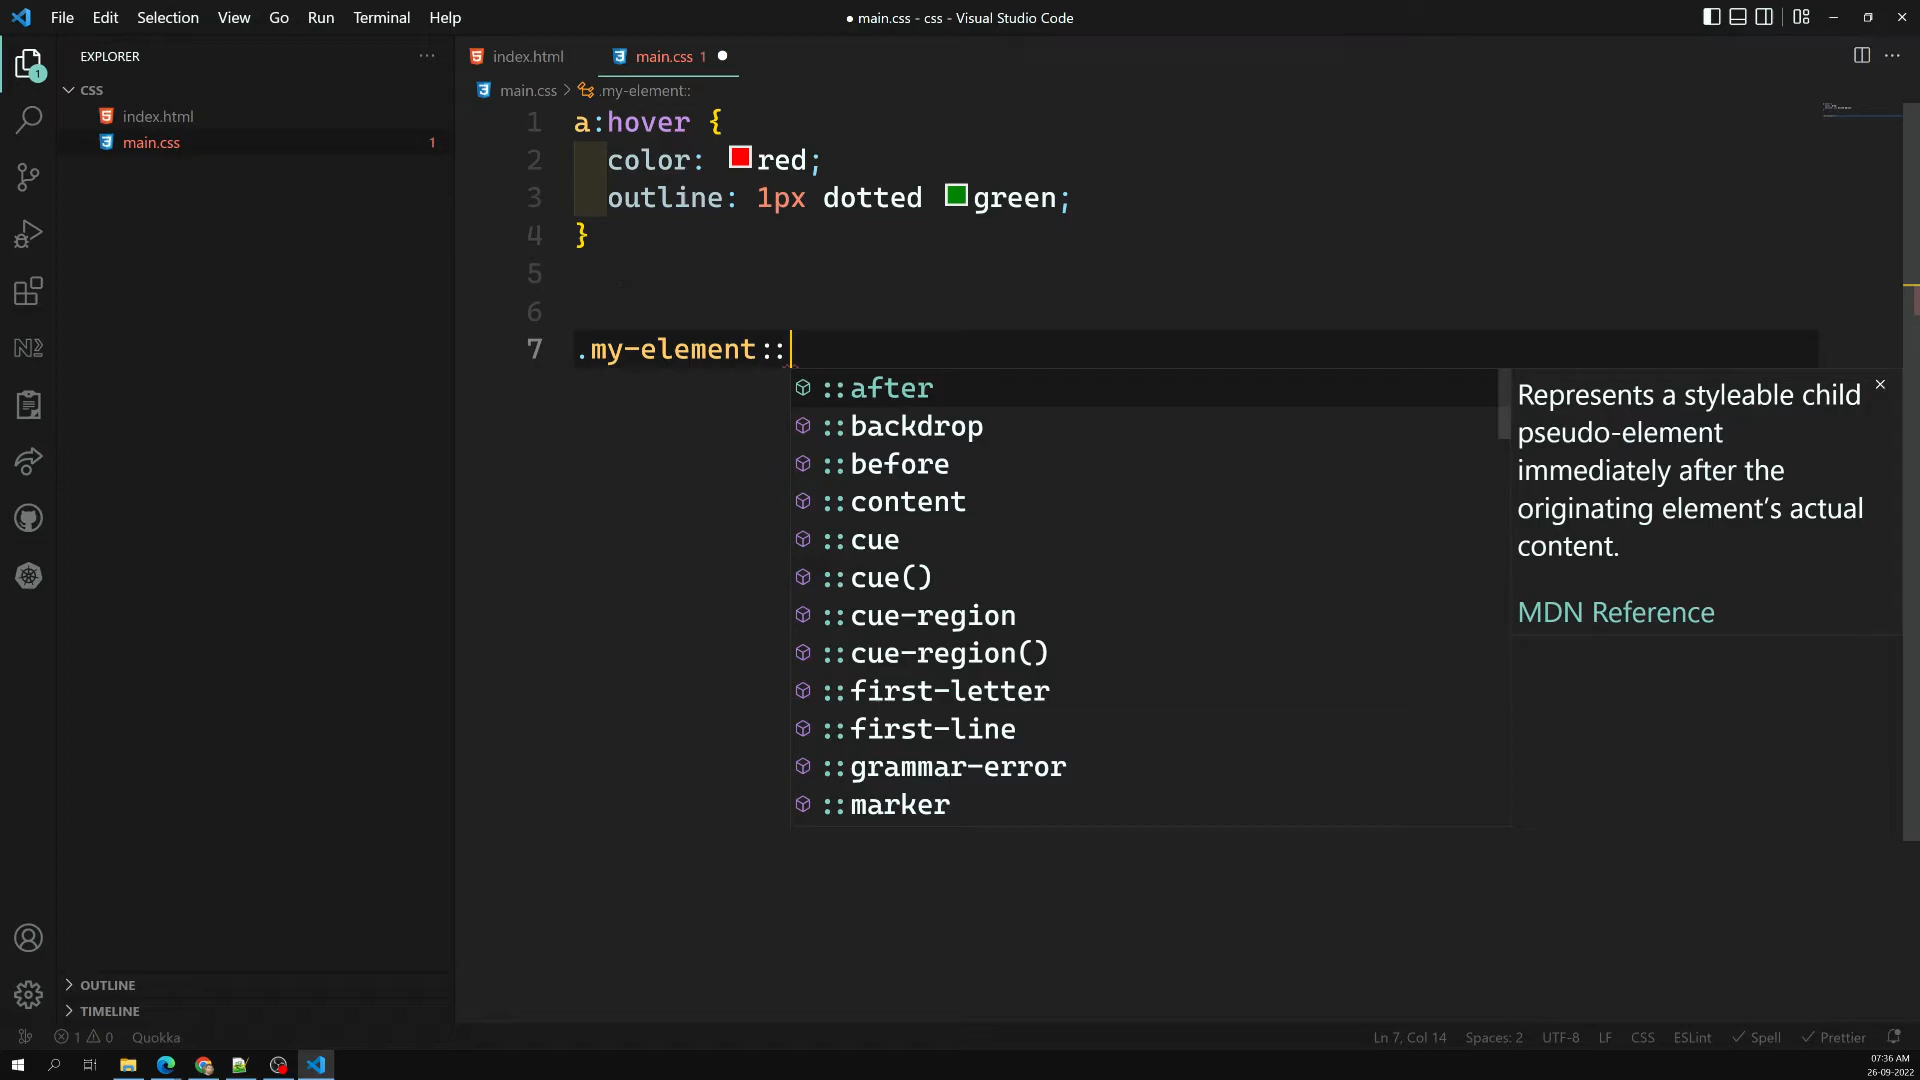 File Edit Selection View Go Run Terminal Help
● main.css - css - Visual Studio Code
EXPLORER
index.html
main.css 1
CSS
main.css > .my-element::
index.html
main.css 1
1 a:hover {
2 color: red;
3 outline: 1px dotted green;
4 }
5
6
7 .my-element::
::after
::backdrop
::before
::content
::cue
::cue()
::cue-region
::cue-region()
::first-letter
::first-line
::grammar-error
::marker
Represents a styleable child
pseudo-element
immediately after the
originating element’s actual
content.
MDN Reference
1
OUTLINE
TIMELINE
1 0 Quokka
Ln 7, Col 14 Spaces: 2 UTF-8 LF CSS ESLint Spell Prettier
07:36 AM
26-09-2022